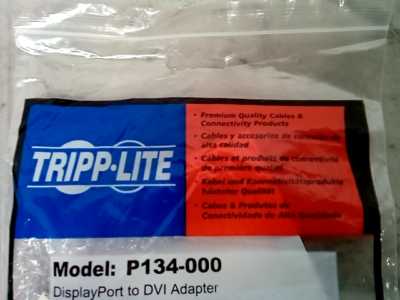 TRIPP·LITE
• Premium Quality Cables &
Connectivity Products
• Cables y accesorios de conexión de
alta calidad
• Câbles et produits de connectivité
de première qualité
• Kabel und Konnektivitätsprodukte
höchster Qualität
• Cabos & Produtos de
Conectividade de Alta Qualidade
Model: P134-000
DisplayPort to DVI Adapter